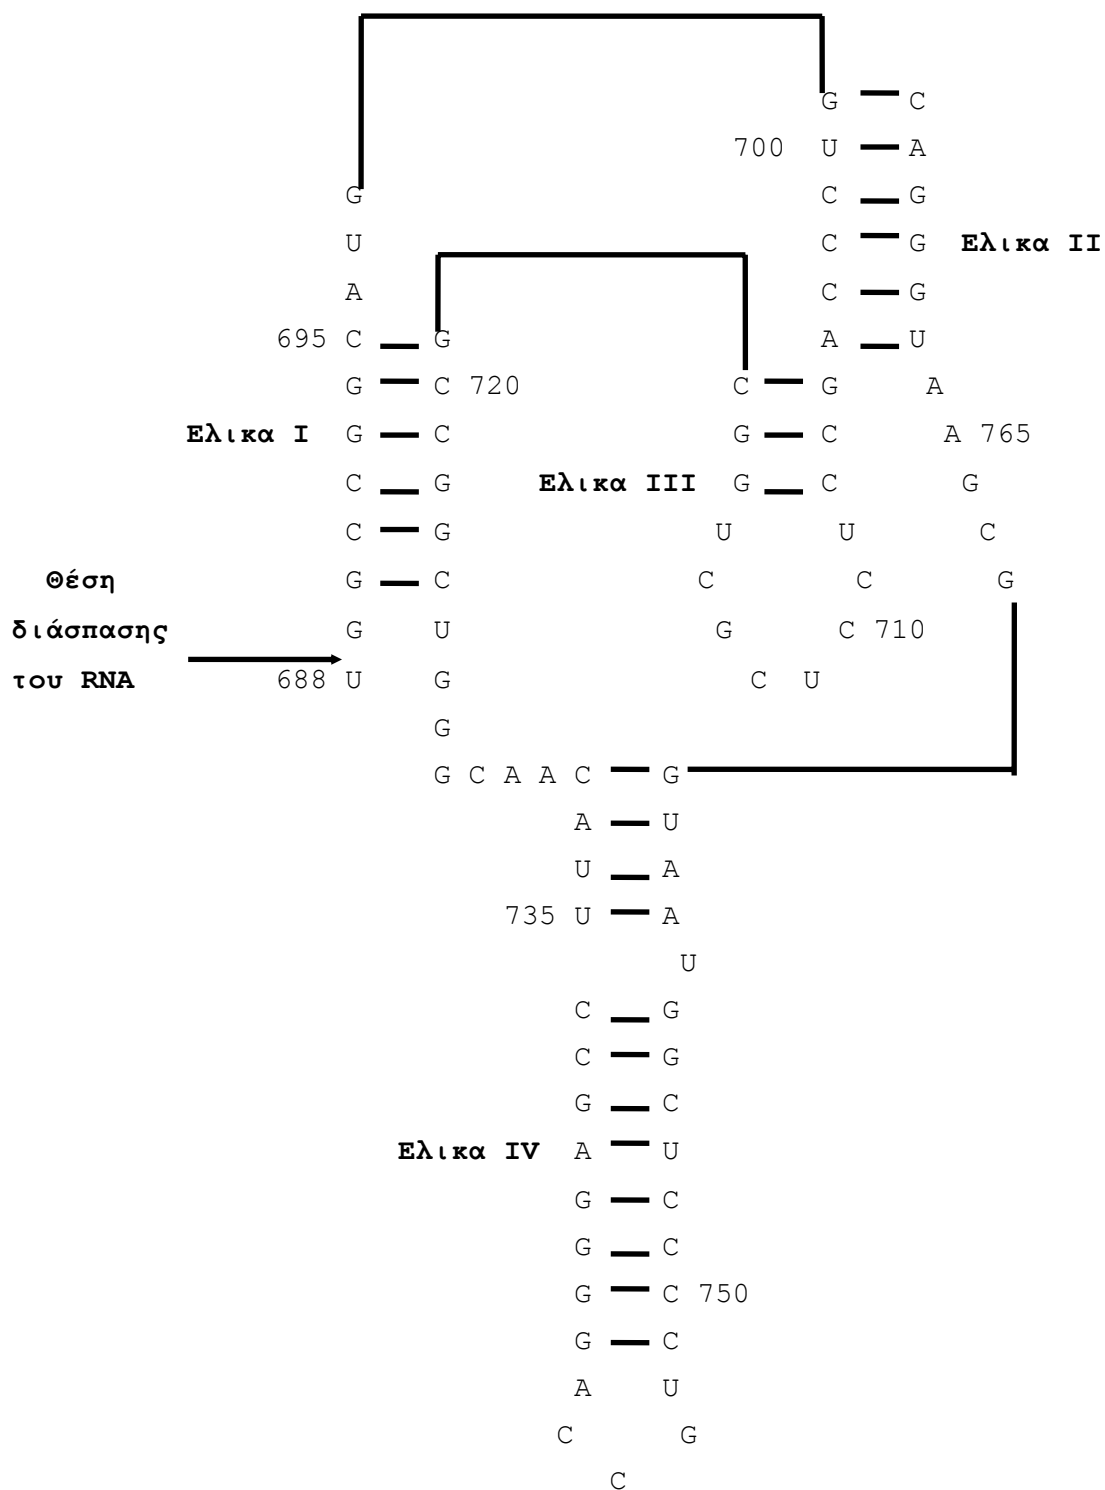 G C
700 U A
G C G
U C G Ελικα II
A C G
695 C G A U
G C 720 C G A
Ελικα I G C G C A 765
C G Ελικα III G C G
C G U U C
Θέση G C C C G
διάσπασης G U G C 710
του RNA 688 U G C U
G
G C A A C G
A U
U A
735 U A
U
C G
C G
G C
Ελικα IV A U
G C
G C
G C 750
G C
A U
C G
C